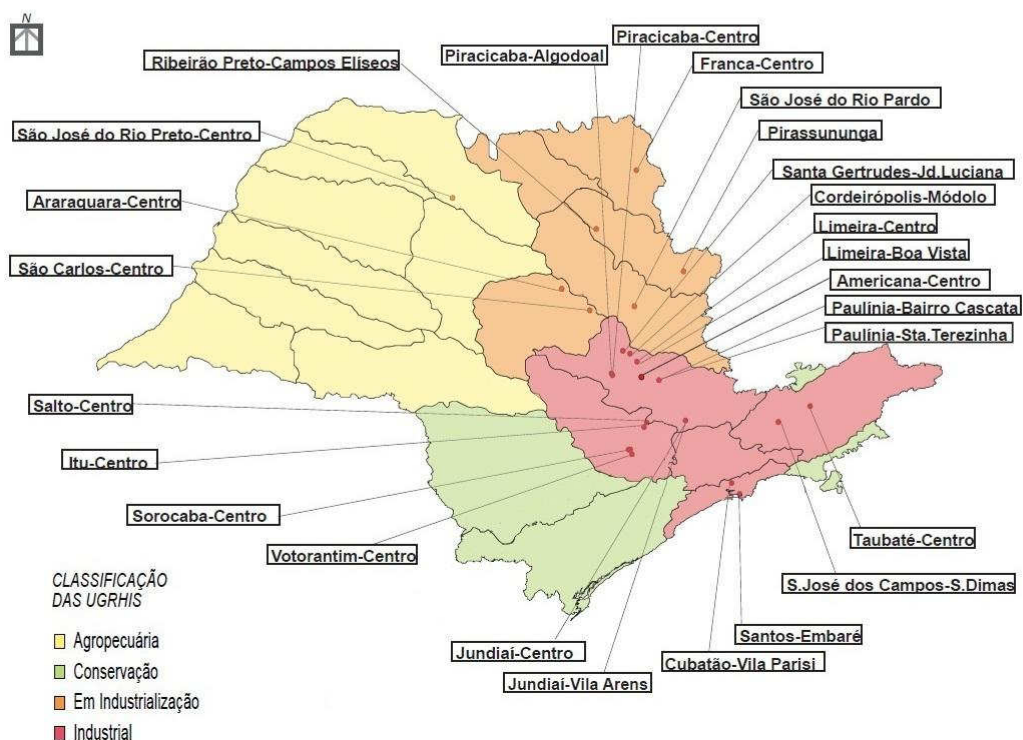 N
Piracicaba-Centro
Ribeirão Preto-Campos Elíseos
Piracicaba-Algodoal
Franca-Centro
São José do Rio Pardo
São José do Rio Preto-Centro
Pirassununga
Santa Gertrudes-Jd.Luciana
Araraquara-Centro
Cordeirópolis-Módolo
Limeira-Centro
Limeira-Boa Vista
São Carlos-Centro
Americana-Centro
Paulínia-Bairro Cascata
Paulínia-Sta.Terezinha
Salto-Centro
Itu-Centro
Sorocaba-Centro
Votorantim-Centro
Taubaté-Centro
S.José dos Campos-S.Dimas
Santos-Embaré
Jundiaí-Centro
Cubatão-Vila Parisi
Jundiaí-Vila Arens
CLASSIFICAÇÃO
DAS UGRHIS
Agropecuária
Conservação
Em Industrialização
Industrial